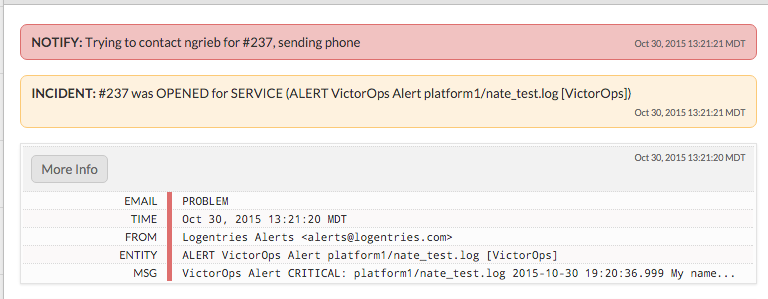 NOTIFY: Trying to contact ngrieb for #237, sending phone Oct 30, 2015 13:21:21 MDT
INCIDENT: #237 was OPENED for SERVICE (ALERT VictorOps Alert platform1/nate_test.log [VictorOps])
Oct 30, 2015 13:21:21 MDT
Oct 30, 2015 13:21:20 MDT
More Info
EMAIL PROBLEM
TIME Oct 30, 2015 13:21:20 MDT
FROM Logentries Alerts <alerts@logentries.com>
ENTITY ALERT VictorOps Alert platform1/nate_test.log [VictorOps]
MSG VictorOps Alert CRITICAL: platform1/nate_test.log 2015-10-30 19:20:36.999 My name...